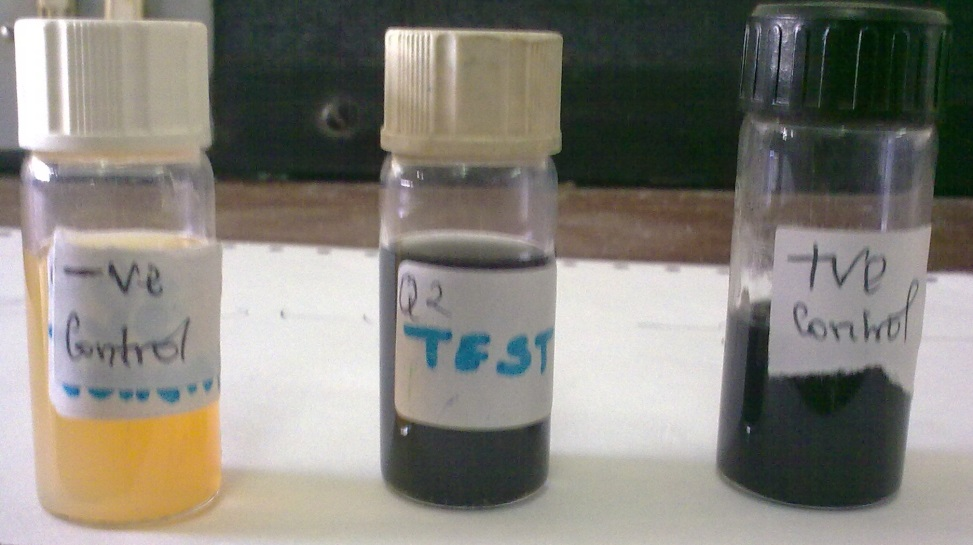 -ve
Control
Q2
TEST
+ve
Control